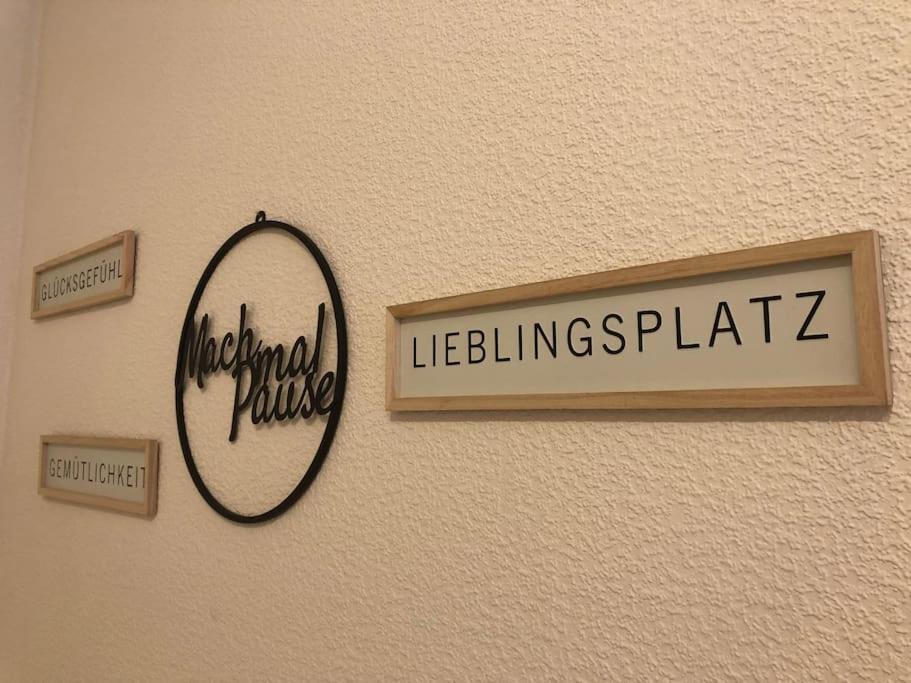 GLÜCKSGEFÜHL
GEMÜTLICHKEIT
Mach mal
Pause
LIEBLINGSPLATZ